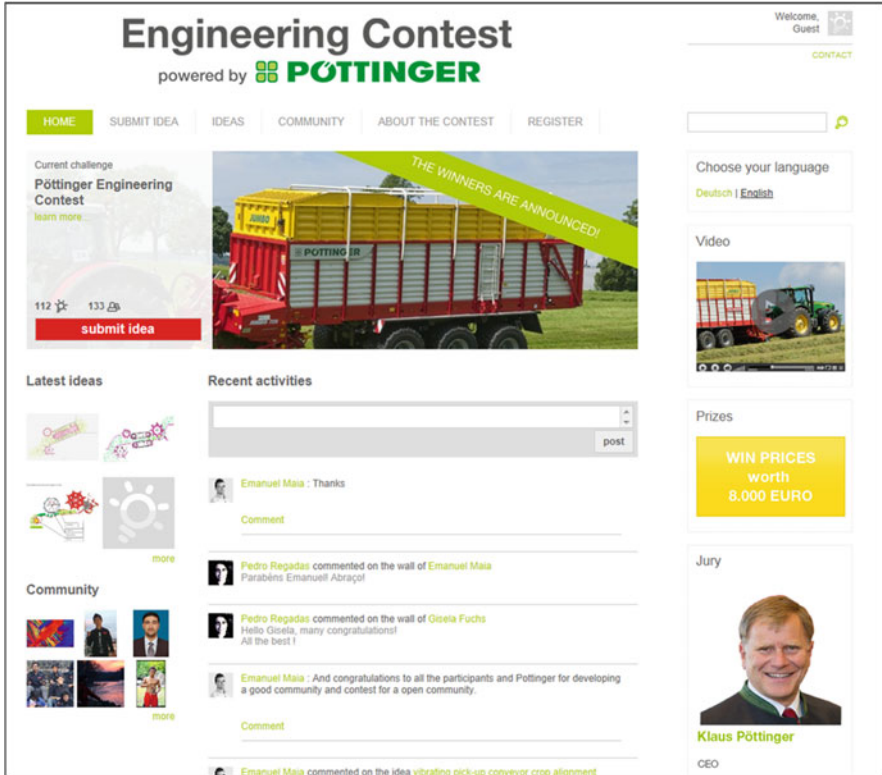 Engineering Contest
powered by PÖTTINGER
Welcome,
Guest
CONTACT
HOME
SUBMIT IDEA
IDEAS
COMMUNITY
ABOUT THE CONTEST
REGISTER
Current challenge
Pöttinger Engineering
Contest
learn more
112
133
submit idea
THE WINNERS ARE ANNOUNCED!
JUMBO
PÖTTINGER
Latest ideas
more
Community
more
Recent activities
post
Emanuel Maia : Thanks
Comment
Pedro Regadas commented on the wall of Emanuel Maia
Parabéns Emanuel! Abraço!
Pedro Regadas commented on the wall of Gisela Fuchs
Hello Gisela, many congratulations!
All the best !
Emanuel Maia : And congratulations to all the participants and Pottinger for developing
a good community and contest for a open community.
Comment
Emanuel Maia commented on the idea vibrating pick-up conveyor crop alignment
Choose your language
Deutsch | English
Video
Prizes
WIN PRICES
worth
8.000 EURO
Jury
Klaus Pöttinger
CEO